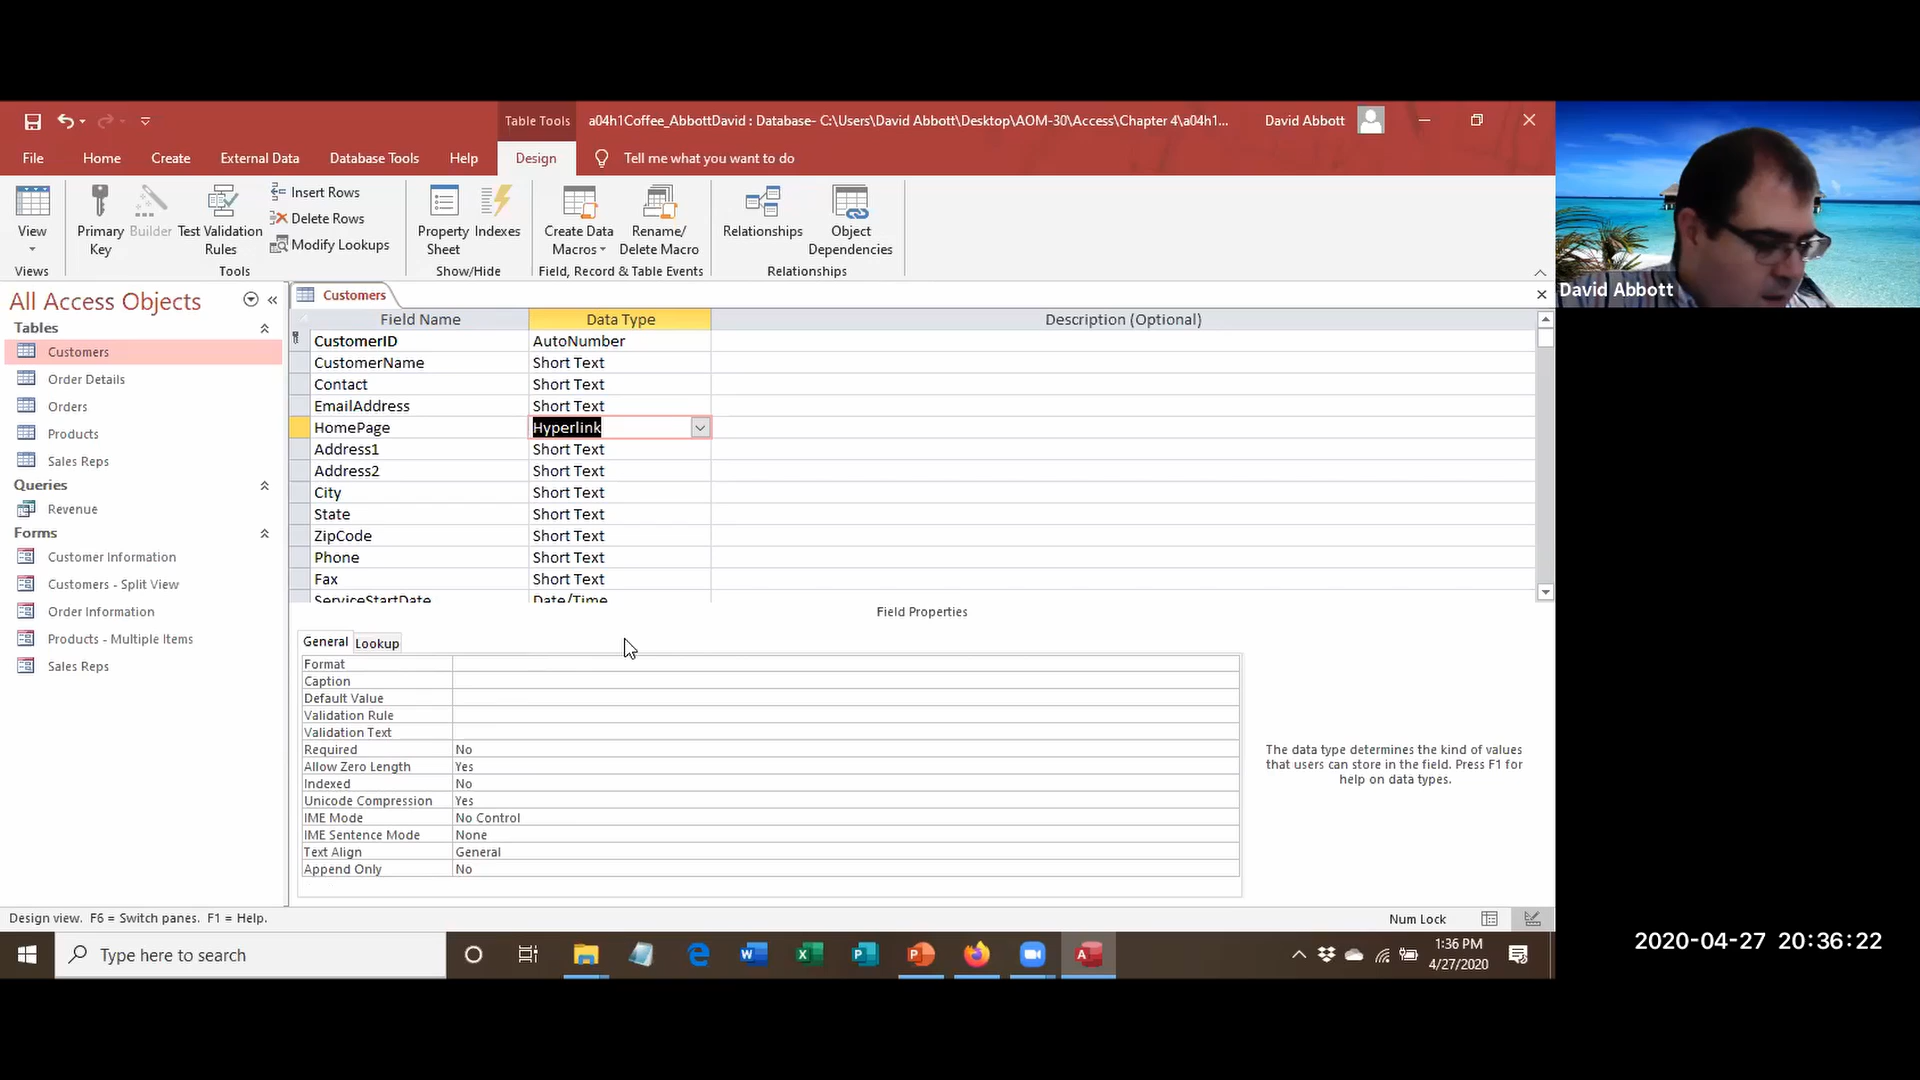 Table Tools
a04h1Coffee_AbbottDavid : Database- C:\Users\David Abbott\Desktop\AOM-30\Access\Chapter 4\a04h1...
David Abbott
File
Home
Create
External Data
Database Tools
Help
Design
Tell me what you want to do
View
Primary Key
Builder
Test Validation Rules
Insert Rows
Delete Rows
Modify Lookups
Property Sheet
Indexes
Create Data Macros
Rename/ Delete Macro
Relationships
Object Dependencies
Views
Tools
Show/Hide
Field, Record & Table Events
Relationships
All Access Objects
Tables
Customers
Order Details
Orders
Products
Sales Reps
Queries
Revenue
Forms
Customer Information
Customers - Split View
Order Information
Products - Multiple Items
Sales Reps
Customers
Field Name Data Type Description (Optional)
CustomerID AutoNumber
CustomerName Short Text
Contact Short Text
EmailAddress Short Text
HomePage Hyperlink
Address1 Short Text
Address2 Short Text
City Short Text
State Short Text
ZipCode Short Text
Phone Short Text
Fax Short Text
ServiceStartDate Date/Time
Field Properties
General Lookup
Format
Caption
Default Value
Validation Rule
Validation Text
Required No
Allow Zero Length Yes
Indexed No
Unicode Compression Yes
IME Mode No Control
IME Sentence Mode None
Text Align General
Append Only No
The data type determines the kind of values
that users can store in the field. Press F1 for
help on data types.
Design view. F6 = Switch panes. F1 = Help.
Num Lock
Type here to search
1:36 PM
4/27/2020
David Abbott
2020-04-27 20:36:22